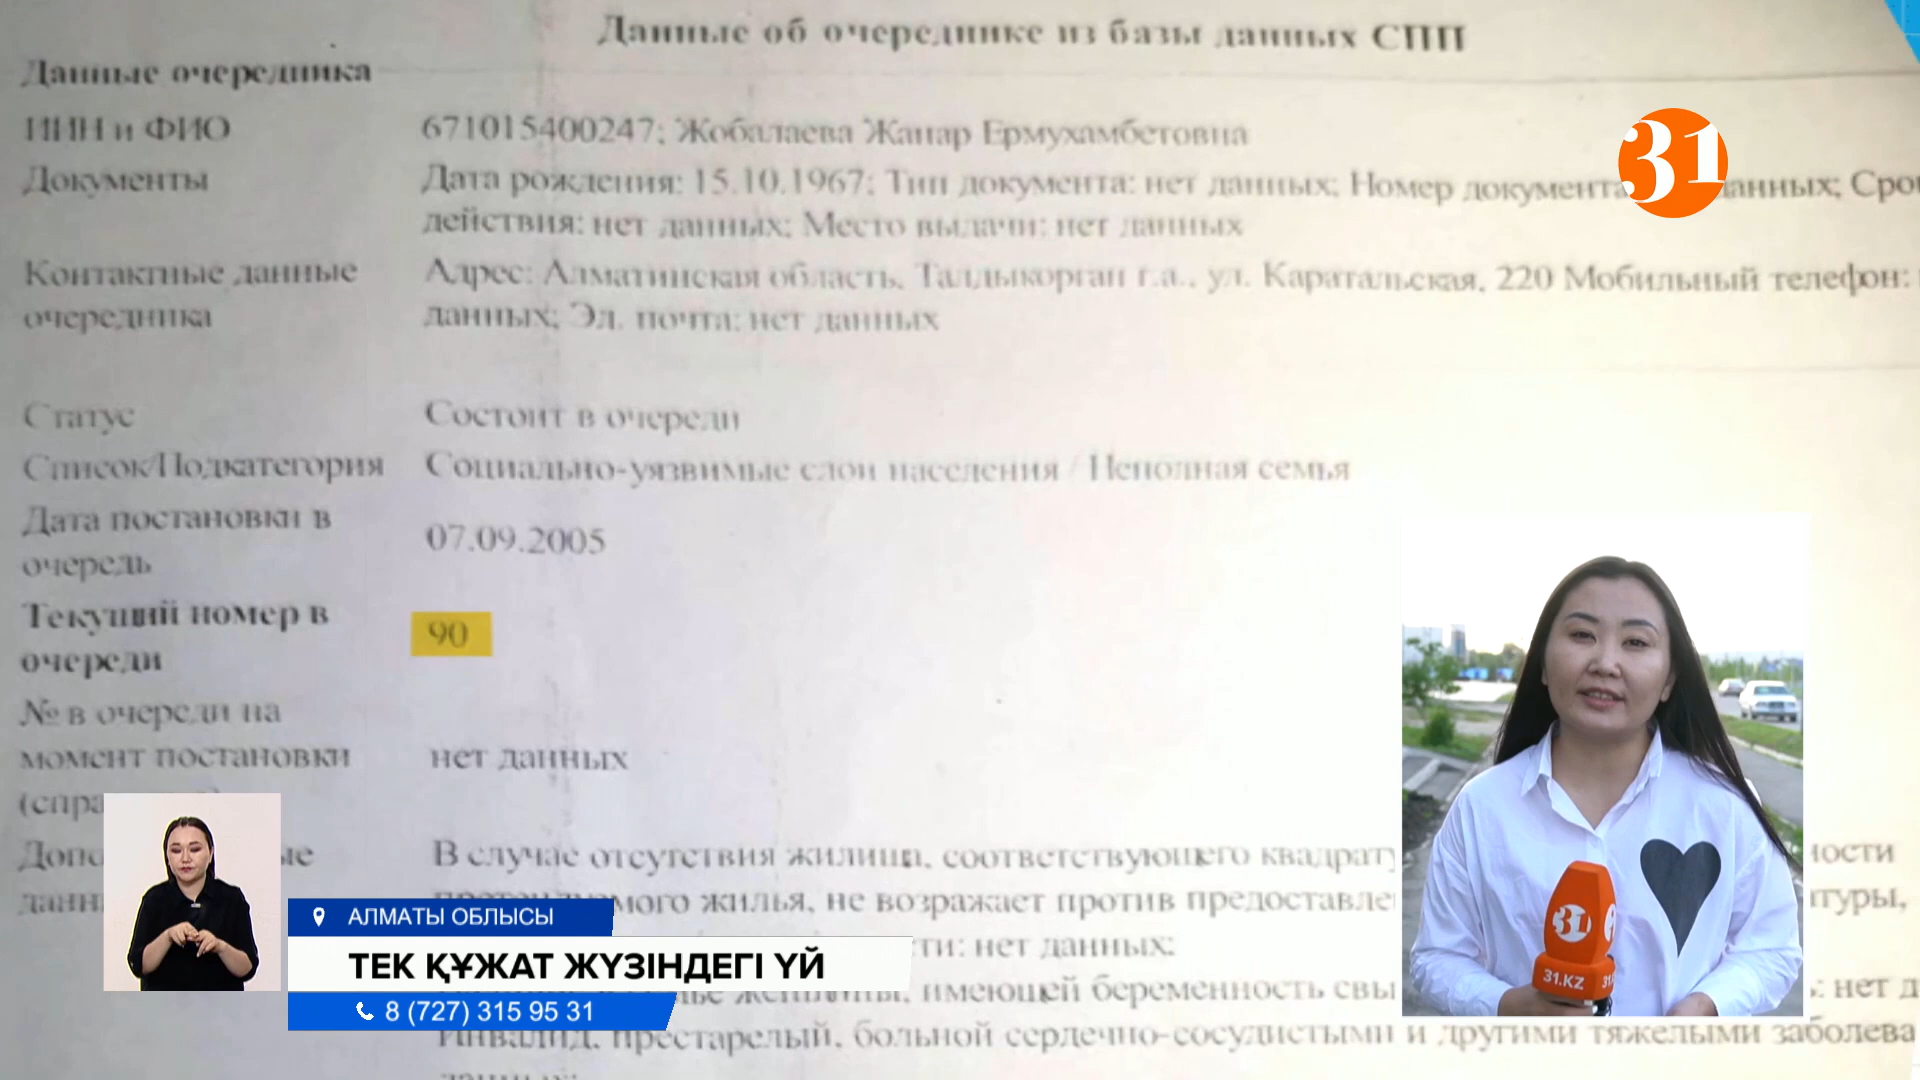 Данные об очереднике из базы данных СПП
Данные очередника
ИИН и ФИО 671015400247; Жобалаева Жанар Ермухамбетовна
31
Документы Дата рождения: 15.10.1967; Тип документа: нет данных; Номер документа данных; Срок
действия: нет данных; Место выдачи: нет данных
Контактные данные Адрес: Алматинская область, Талдыкорган г.а., ул. Каратальская, 220 Мобильный телефон:
очередника данных; Эл. почта: нет данных
Статус Состоит в очереди
Список/Подкатегория Социально-уязвимые слои населения / Неполная семья
Дата постановки в
очередь 07.09.2005
Текущий номер в
очереди 90
№ в очереди на
момент постановки нет данных
В случае отсутствия жилища, соответствующего
жилья, не возражает против
нет данных;
имеющей беременность нет
Инвалид, престарелый, больной сердечно-сосудистыми и другими тяжелыми
АЛМАТЫ ОБЛЫСЫ
ТЕК ҚҰЖАТ ЖҮЗІНДЕГІ ҮЙ
8 (727) 315 95 31
31
31.KZ